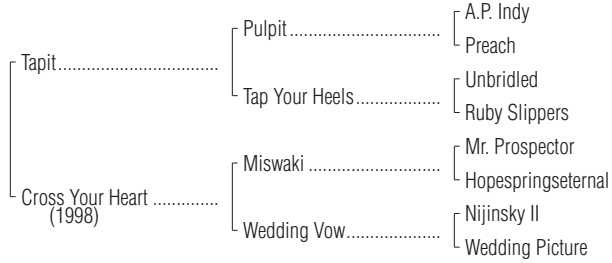 A.P. Indy
Pulpit..................................
Preach
Tapit.................................
Unbridled
Tap Your Heels..................
Ruby Slippers
Mr. Prospector
Miswaki ............................
Hopespringseternal
Cross Your Heart ..............
(1998)
Nijinsky II
Wedding Vow....................
Wedding Picture